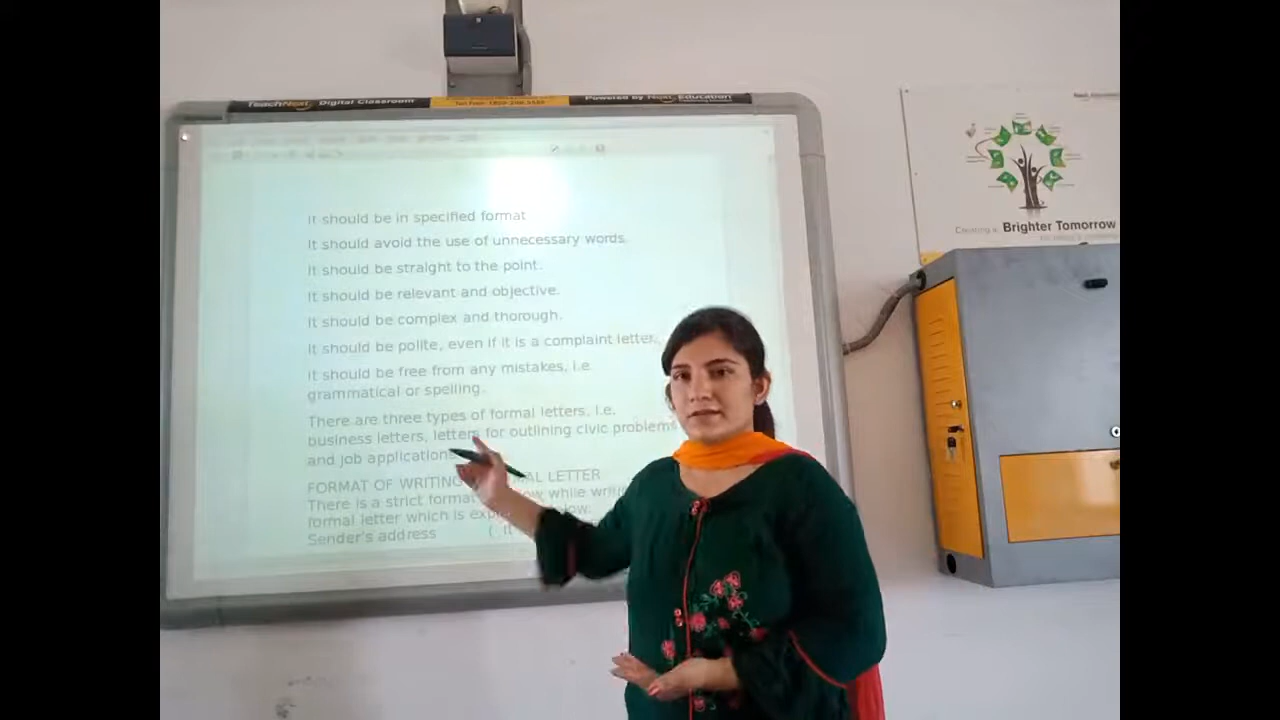 TeachNext Digital Classroom
Powered by Next Education
It should be in specified format
It should avoid the use of unnecessary words.
It should be straight to the point.
It should be relevant and objective.
It should be complex and thorough.
It should be polite, even if it is a complaint letter.
It should be free from any mistakes, i.e
grammatical or spelling.
There are three types of formal letters, i.e.
business letters, letters for outlining civic problems
and job applications
FORMAT OF WRITING
LETTER
There is a strict format
while
formal letter which is
below.
Sender's address
( It
Creating a Brighter Tomorrow